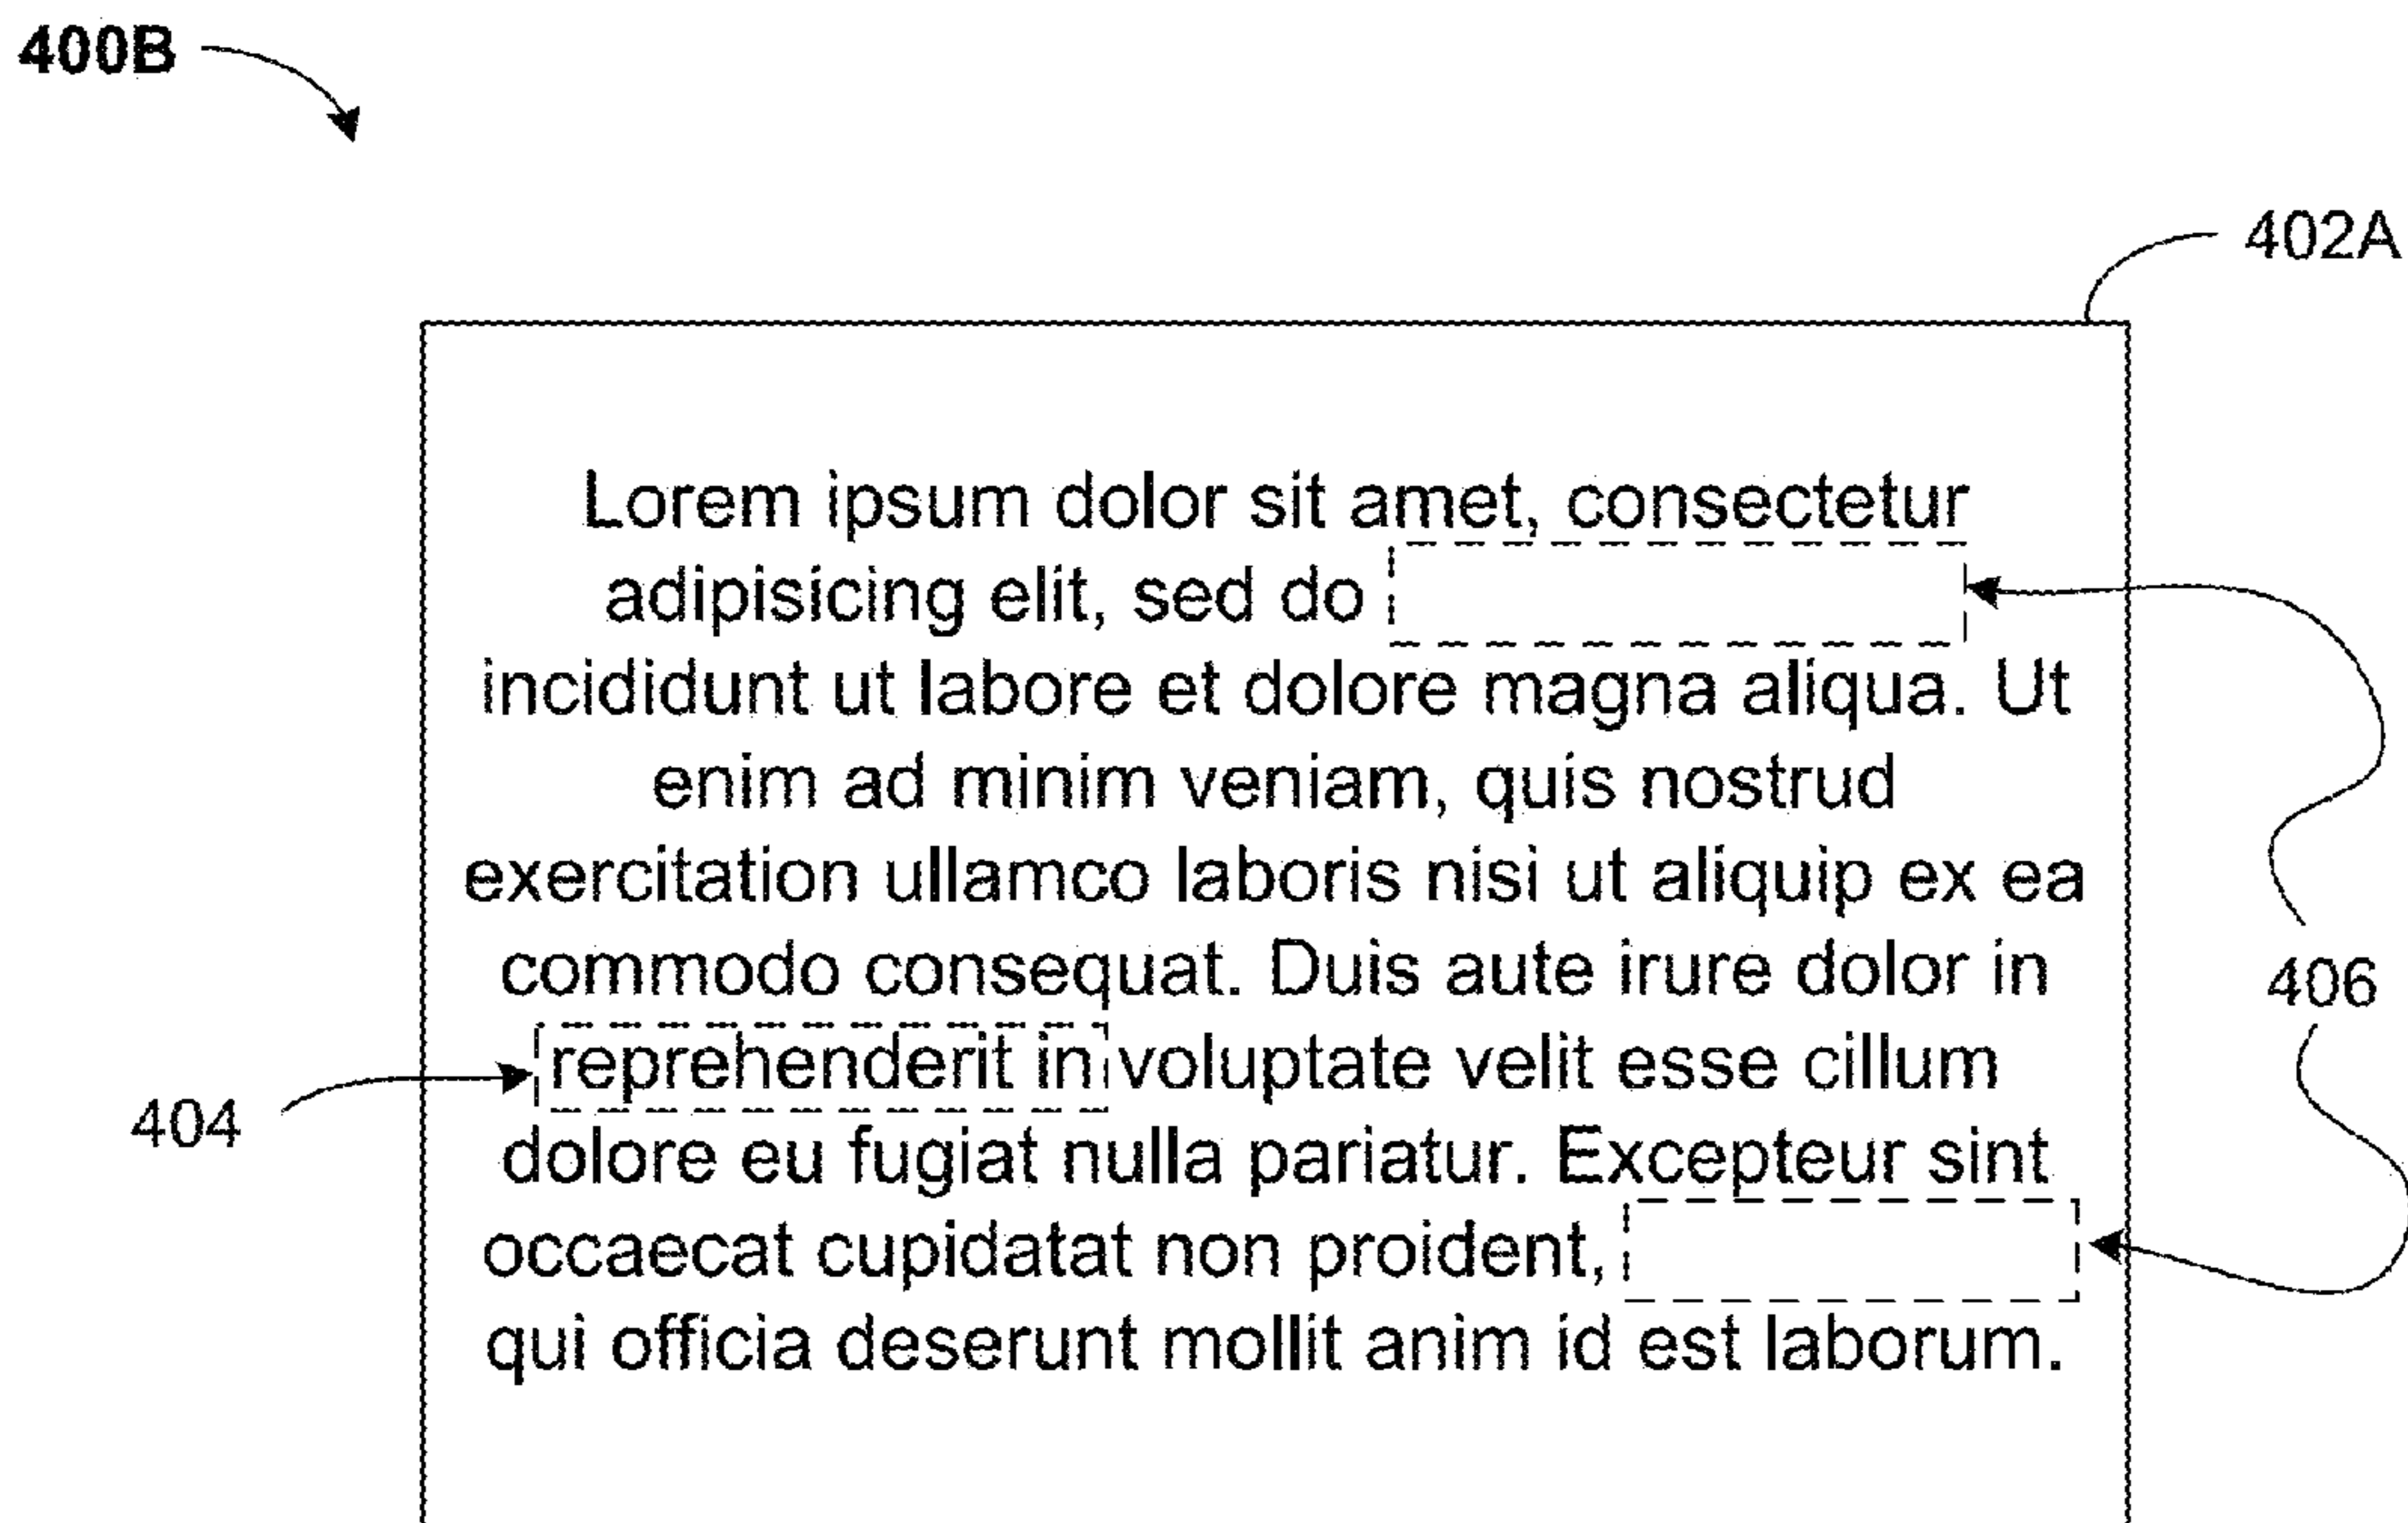 400B
402A
Lorem ipsum dolor sit amet, consectetur
adipisicing elit, sed do
incididunt ut labore et dolore magna aliqua. Ut
enim ad minim veniam, quis nostrud
exercitation ullamco laboris nisi ut aliquip ex ea
commodo consequat. Duis aute irure dolor in
406
reprehenderit in voluptate velit esse cillum
404
dolore eu fugiat nulla pariatur. Excepteur sint
occaecat cupidatat non proident,
qui officia deserunt mollit anim id est laborum.